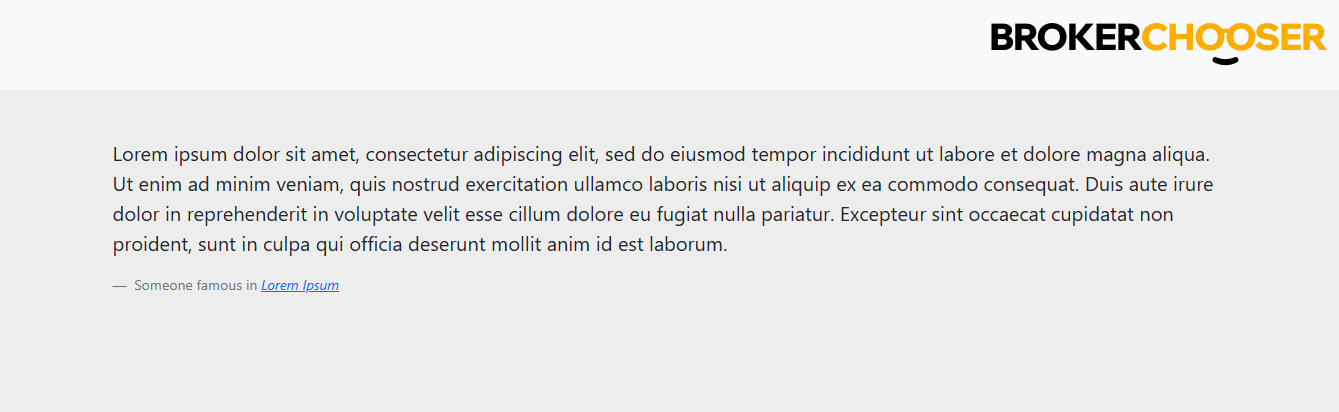 BROKERCHOOSER
Lorem ipsum dolor sit amet, consectetur adipiscing elit, sed do eiusmod tempor incididunt ut labore et dolore magna aliqua.
Ut enim ad minim veniam, quis nostrud exercitation ullamco laboris nisi ut aliquip ex ea commodo consequat. Duis aute irure
dolor in reprehenderit in voluptate velit esse cillum dolore eu fugiat nulla pariatur. Excepteur sint occaecat cupidatat non
proident, sunt in culpa qui officia deserunt mollit anim id est laborum.
— Someone famous in Lorem Ipsum